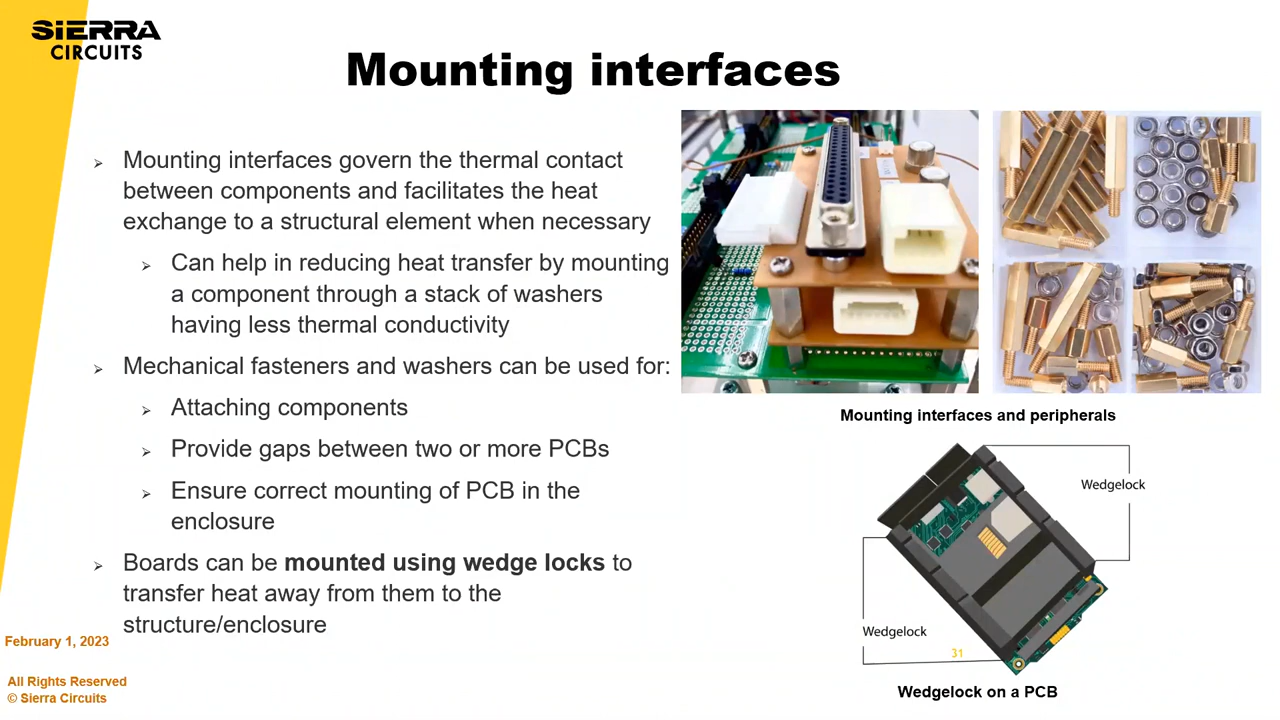 SIERRA
CIRCUITS
Mounting interfaces
Mounting interfaces govern the thermal contact
between components and facilitates the heat
exchange to a structural element when necessary
Can help in reducing heat transfer by mounting
a component through a stack of washers
having less thermal conductivity
Mechanical fasteners and washers can be used for:
Attaching components
Provide gaps between two or more PCBs
Ensure correct mounting of PCB in the
enclosure
Boards can be mounted using wedge locks to
transfer heat away from them to the
structure/enclosure
Mounting interfaces and peripherals
Wedgelock
Wedgelock
31
Wedgelock on a PCB
February 1, 2023
All Rights Reserved
© Sierra Circuits